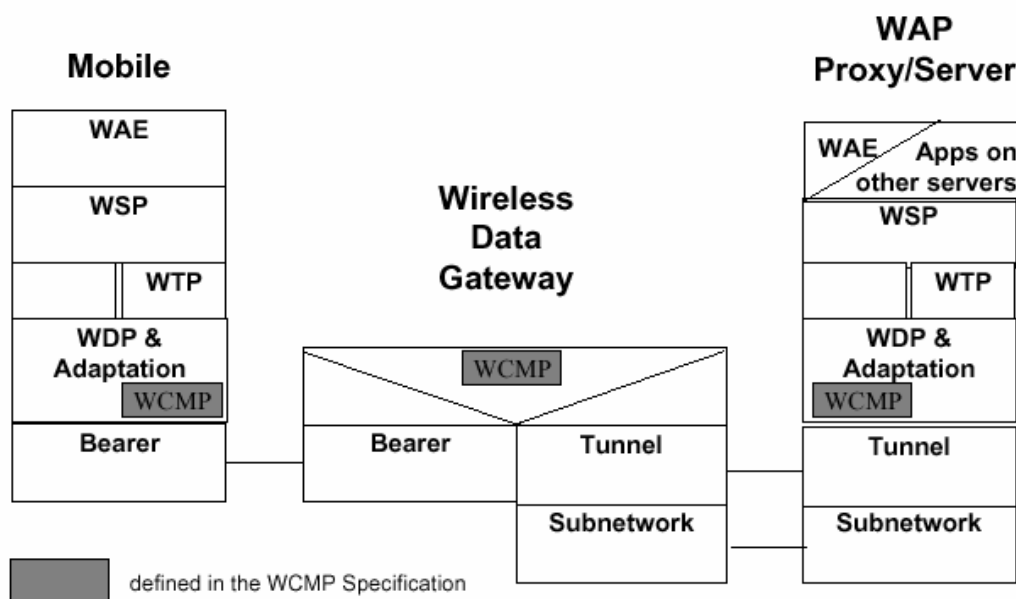 Mobile
WAE
WSP
WTP
WDP &
Adaptation
WCMP
Bearer
Wireless
Data
Gateway
WCMP
Bearer
Tunnel
Subnetwork
WAP
Proxy/Server
WAE
Apps on
other servers
WSP
WTP
WDP &
Adaptation
WCMP
Tunnel
Subnetwork
defined in the WCMP Specification